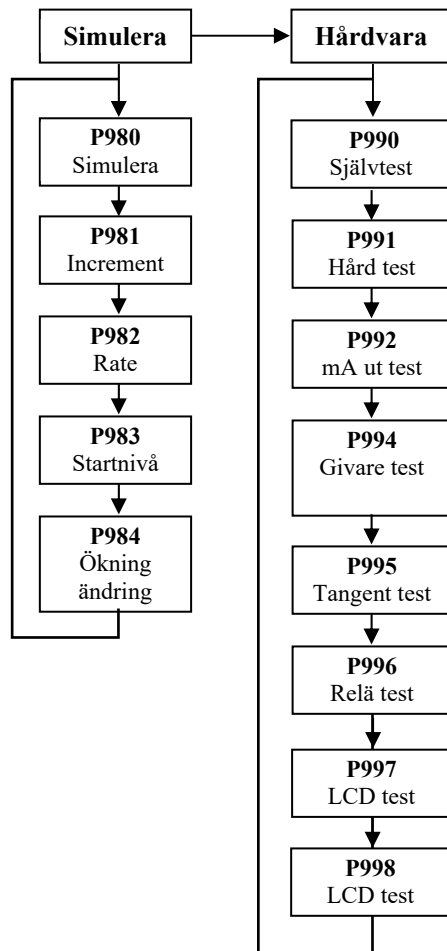 Simulera
Hårdvara
P980
Simulera
P981
Increment
P982
Rate
P983
Startnivå
P984
Ökning
ändring
P990
Självtest
P991
Hård test
P992
mA ut test
P994
Givare test
P995
Tangent test
P996
Relä test
P997
LCD test
P998
LCD test